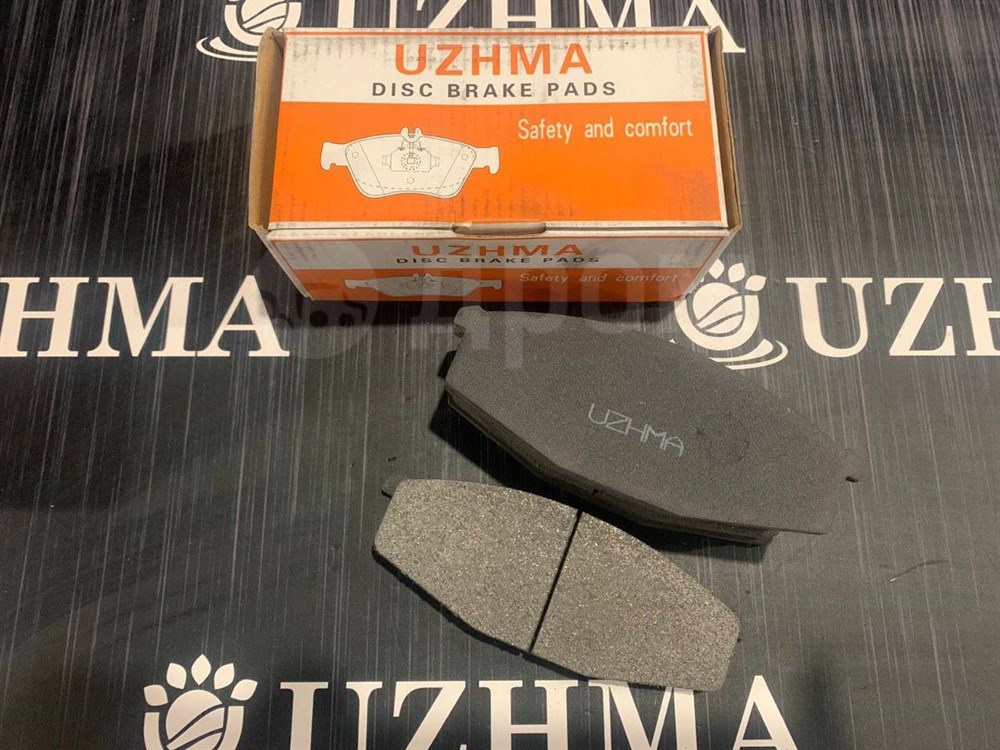 UZHMA
UZHMA
DISC BRAKE PADS
Safety and comfort
UZHMA
DISC BRAKE PADS
Safety and comfort
HMA
UZH
UZHMA
UZHMA